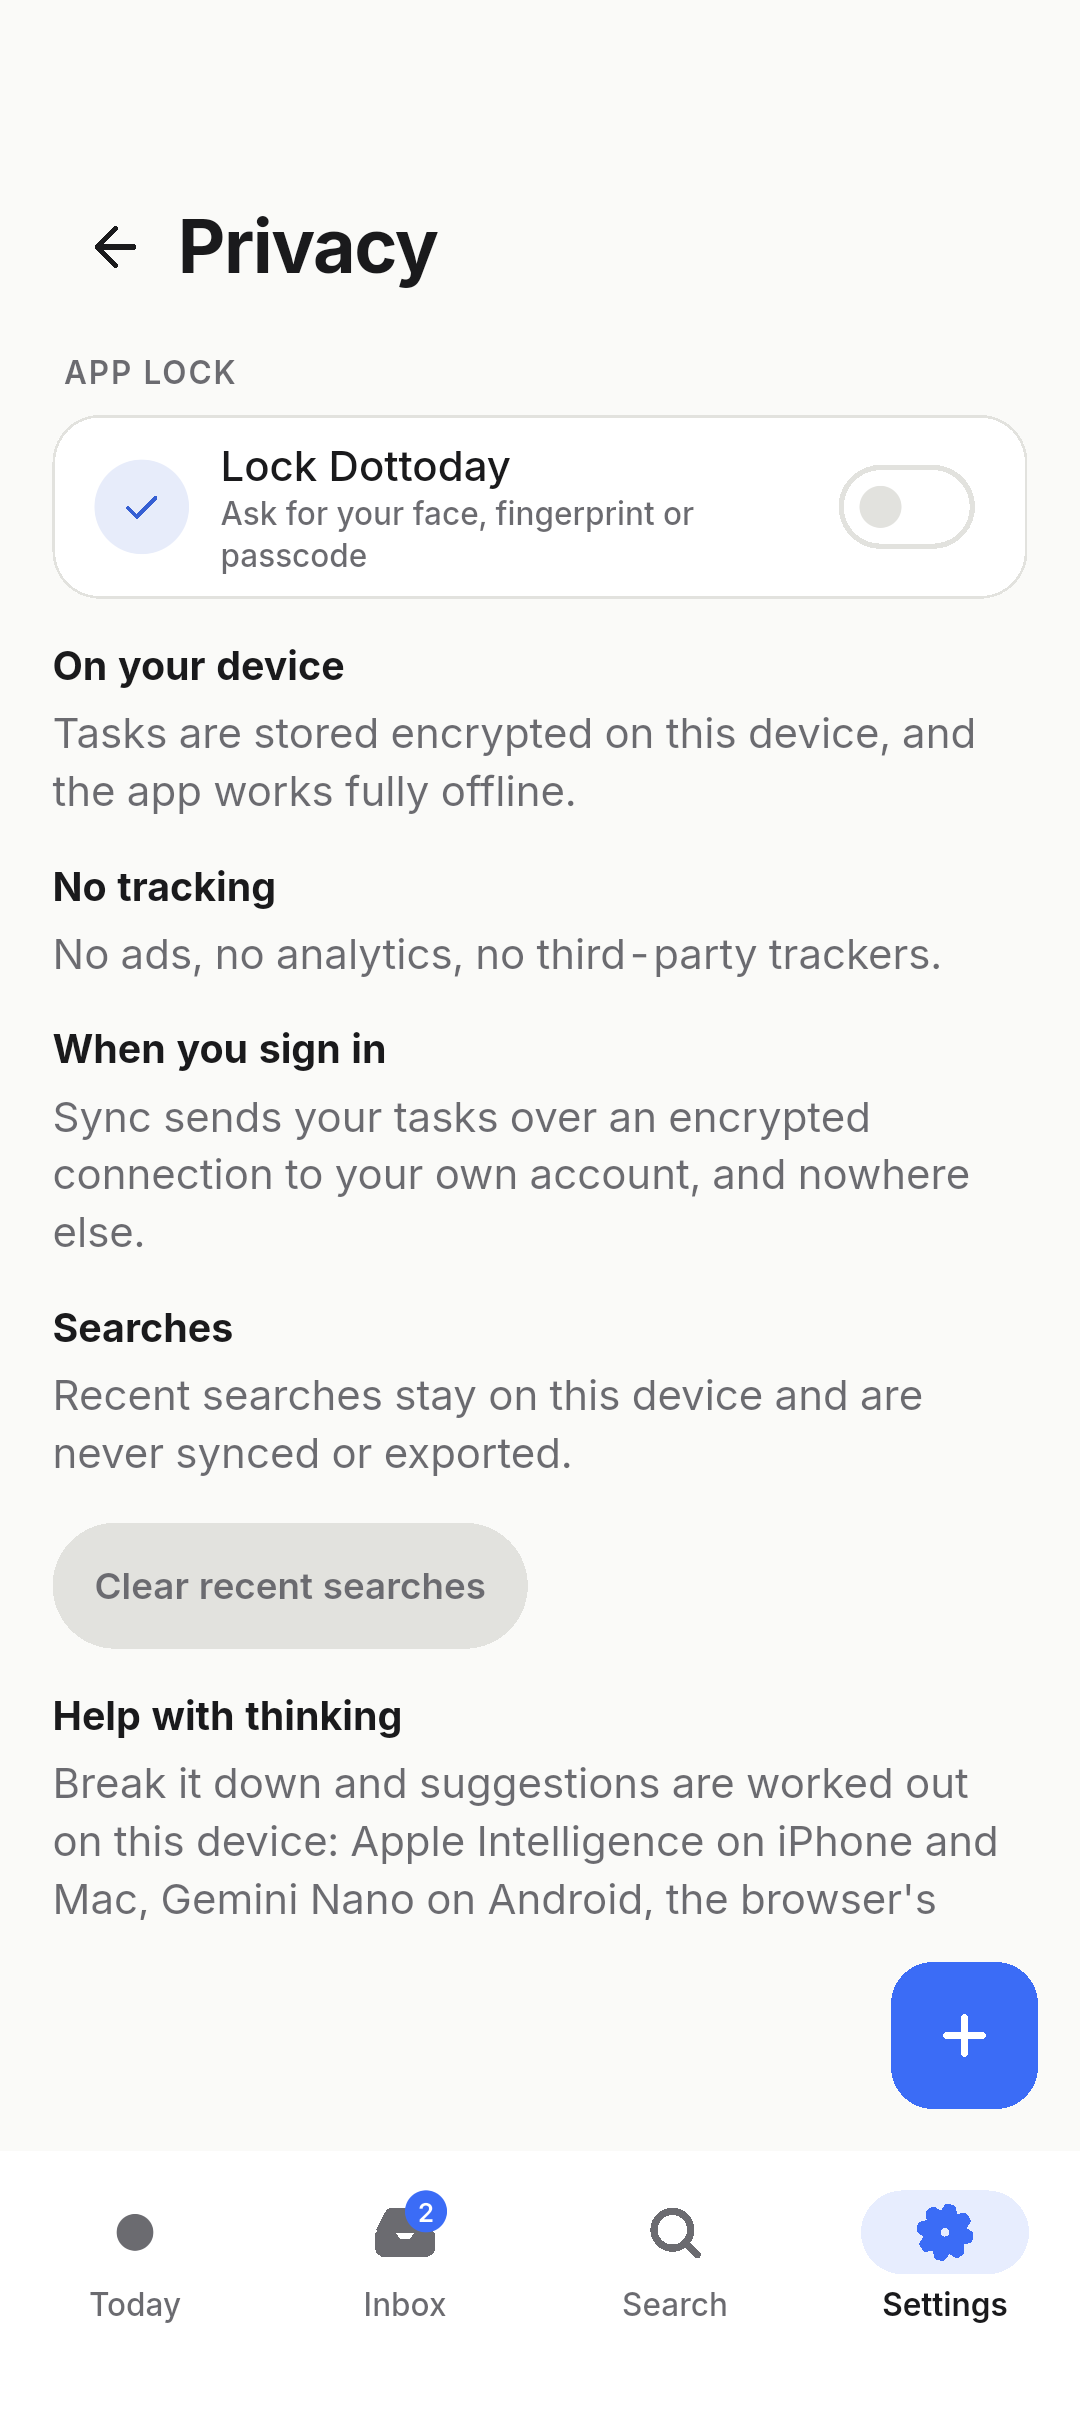 Privacy
APP LOCK
Lock Dottoday
Ask for your face, fingerprint or
passcode
On your device
Tasks are stored encrypted on this device, and
the app works fully offline.
No tracking
No ads, no analytics, no third-party trackers.
When you sign in
Sync sends your tasks over an encrypted
connection to your own account, and nowhere
else.
Searches
Recent searches stay on this device and are
never synced or exported.
Clear recent searches
Help with thinking
Break it down and suggestions are worked out
on this device: Apple Intelligence on iPhone and
Mac, Gemini Nano on Android, the browser's
2
Today
Inbox
Search
Settings